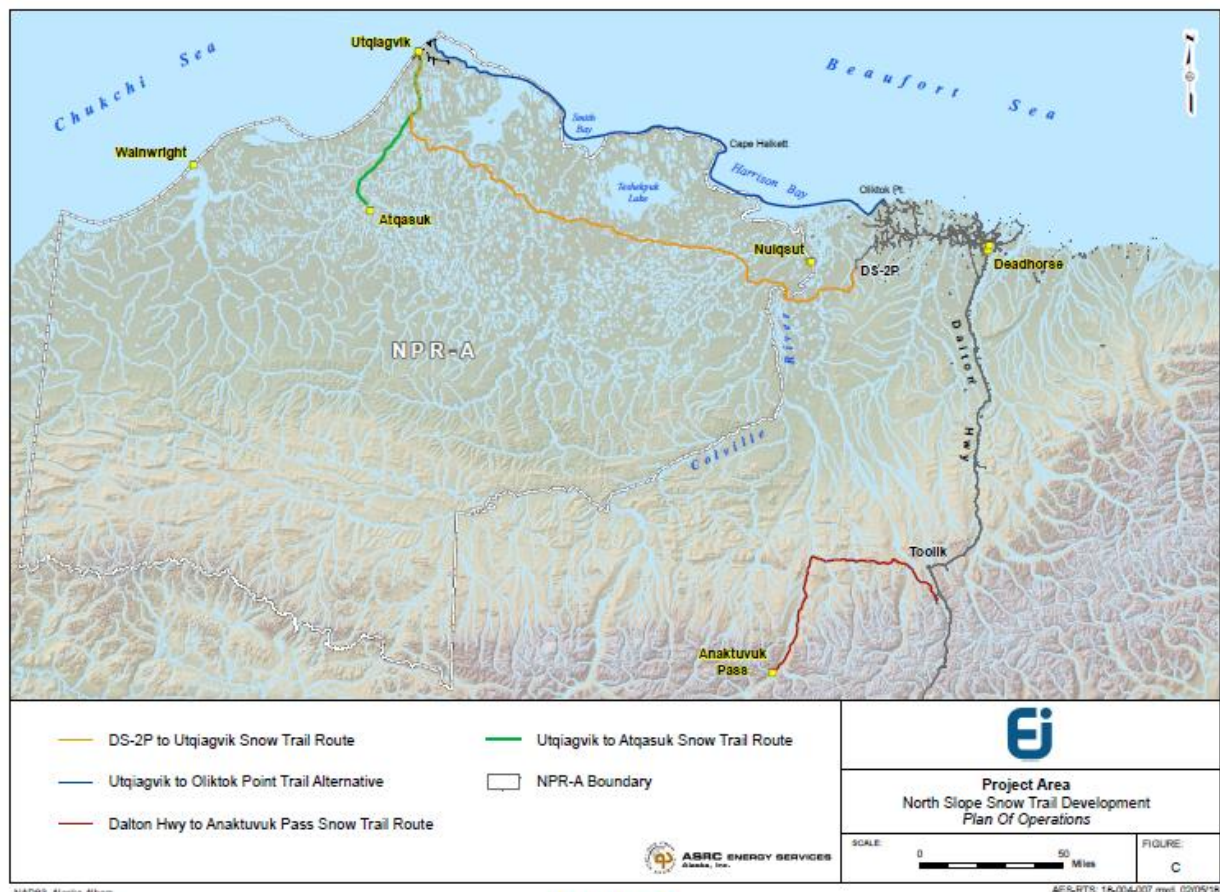 Utqiagvik
Chukchi Sea
Beaufort Sea
Smith
Bay
Cape Halkett
Wainwright
Harrison Bay
Teshekpuk
Lake
Oliktok Pt.
Atqasuk
Nuiqsut
Deadhorse
DS-2P
NPR-A
River
Dalton Hwy
Colville
Toolik
Anaktuvuk
Pass
DS-2P to Utqiagvik Snow Trail Route
Utqiagvik to Atqasuk Snow Trail Route
Utqiagvik to Oliktok Point Trail Alternative
NPR-A Boundary
Dalton Hwy to Anaktuvuk Pass Snow Trail Route
ASRC ENERGY SERVICES
Alaska, Inc.
Ej
Project Area
North Slope Snow Trail Development
Plan Of Operations
SCALE:
0 50
Miles
FIGURE:
C